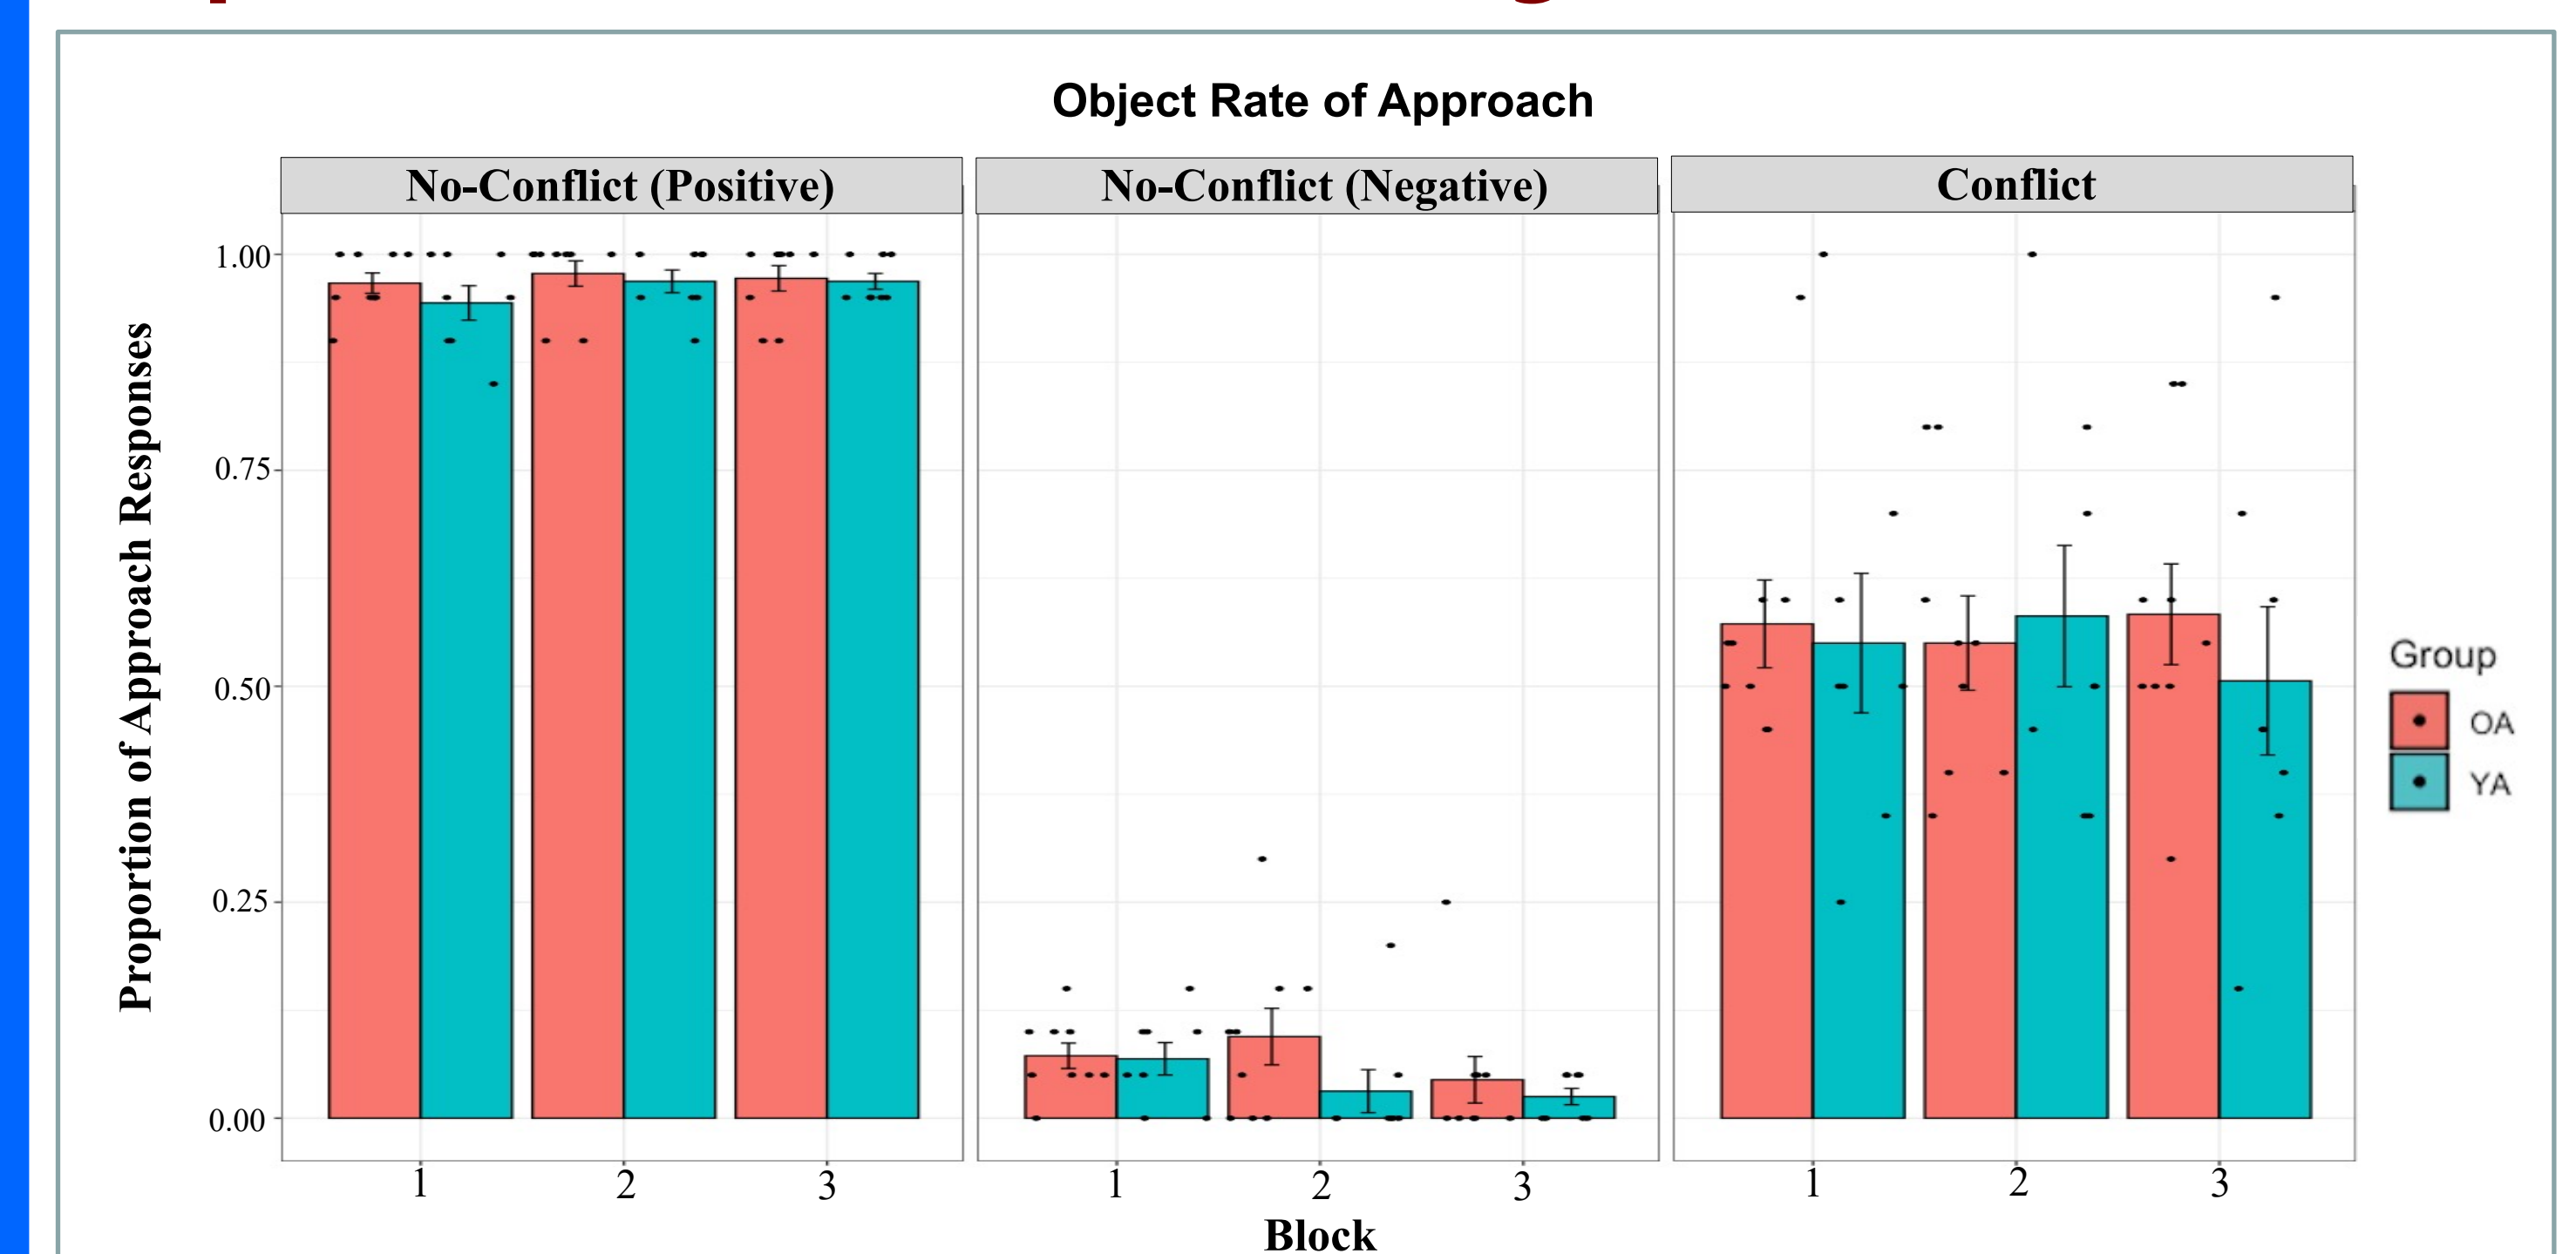 Object Rate of Approach
No-Conflict (Positive)
No-Conflict (Negative)
Conflict
Proportion of Approach Responses
1.00
0.75
0.50
0.25
0.00
1 2 3
1 2 3
1 2 3
Block
Group
OA
YA